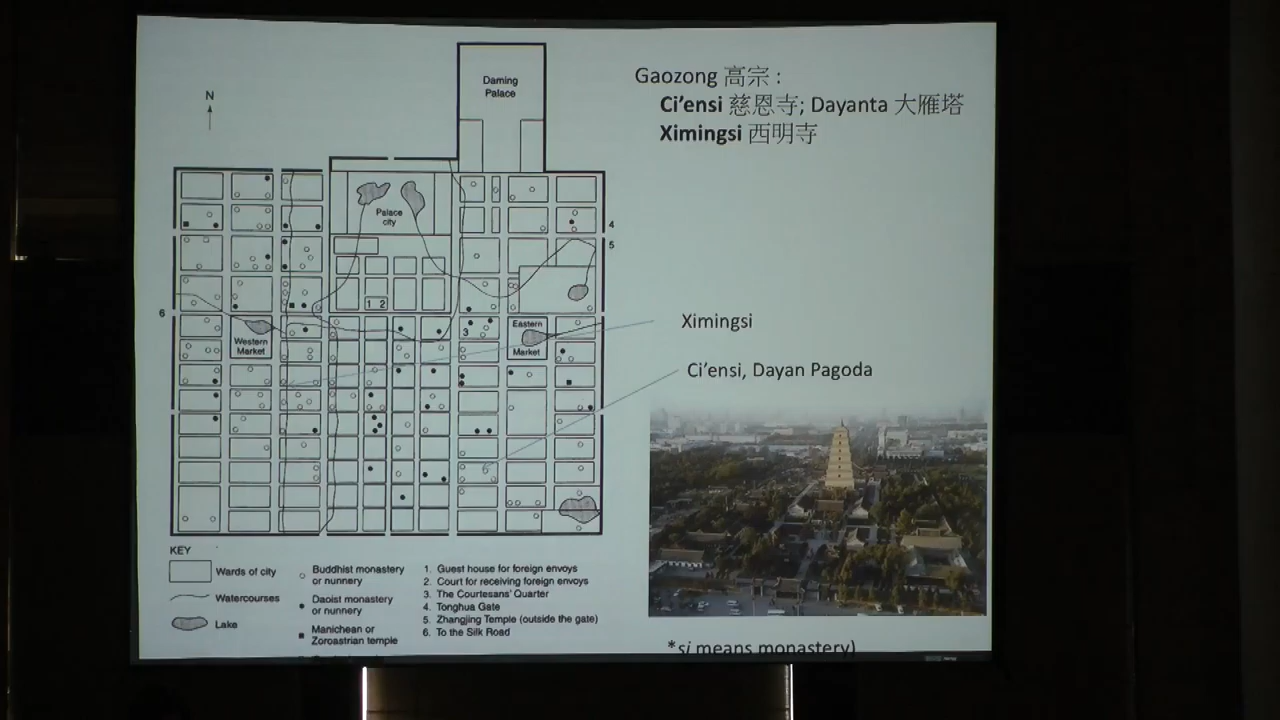 Gaozong 高宗 :
Ci'ensi 慈恩寺; Dayanta 大雁塔
Ximingsi 西明寺
N
Daming
Palace
Palace
city
4
5
6
1 2
3
Western
Market
Eastern
Market
Ximingsi
Ci'ensi, Dayan Pagoda
KEY
Wards of city
Watercourses
Lake
Buddhist monastery
or nunnery
Daoist monastery
or nunnery
Manichean or
Zoroastrian temple
1. Guest house for foreign envoys
2. Court for receiving foreign envoys
3. The Courtesans' Quarter
4. Tonghua Gate
5. Zhangjing Temple (outside the gate)
6. To the Silk Road
*si means monastery)